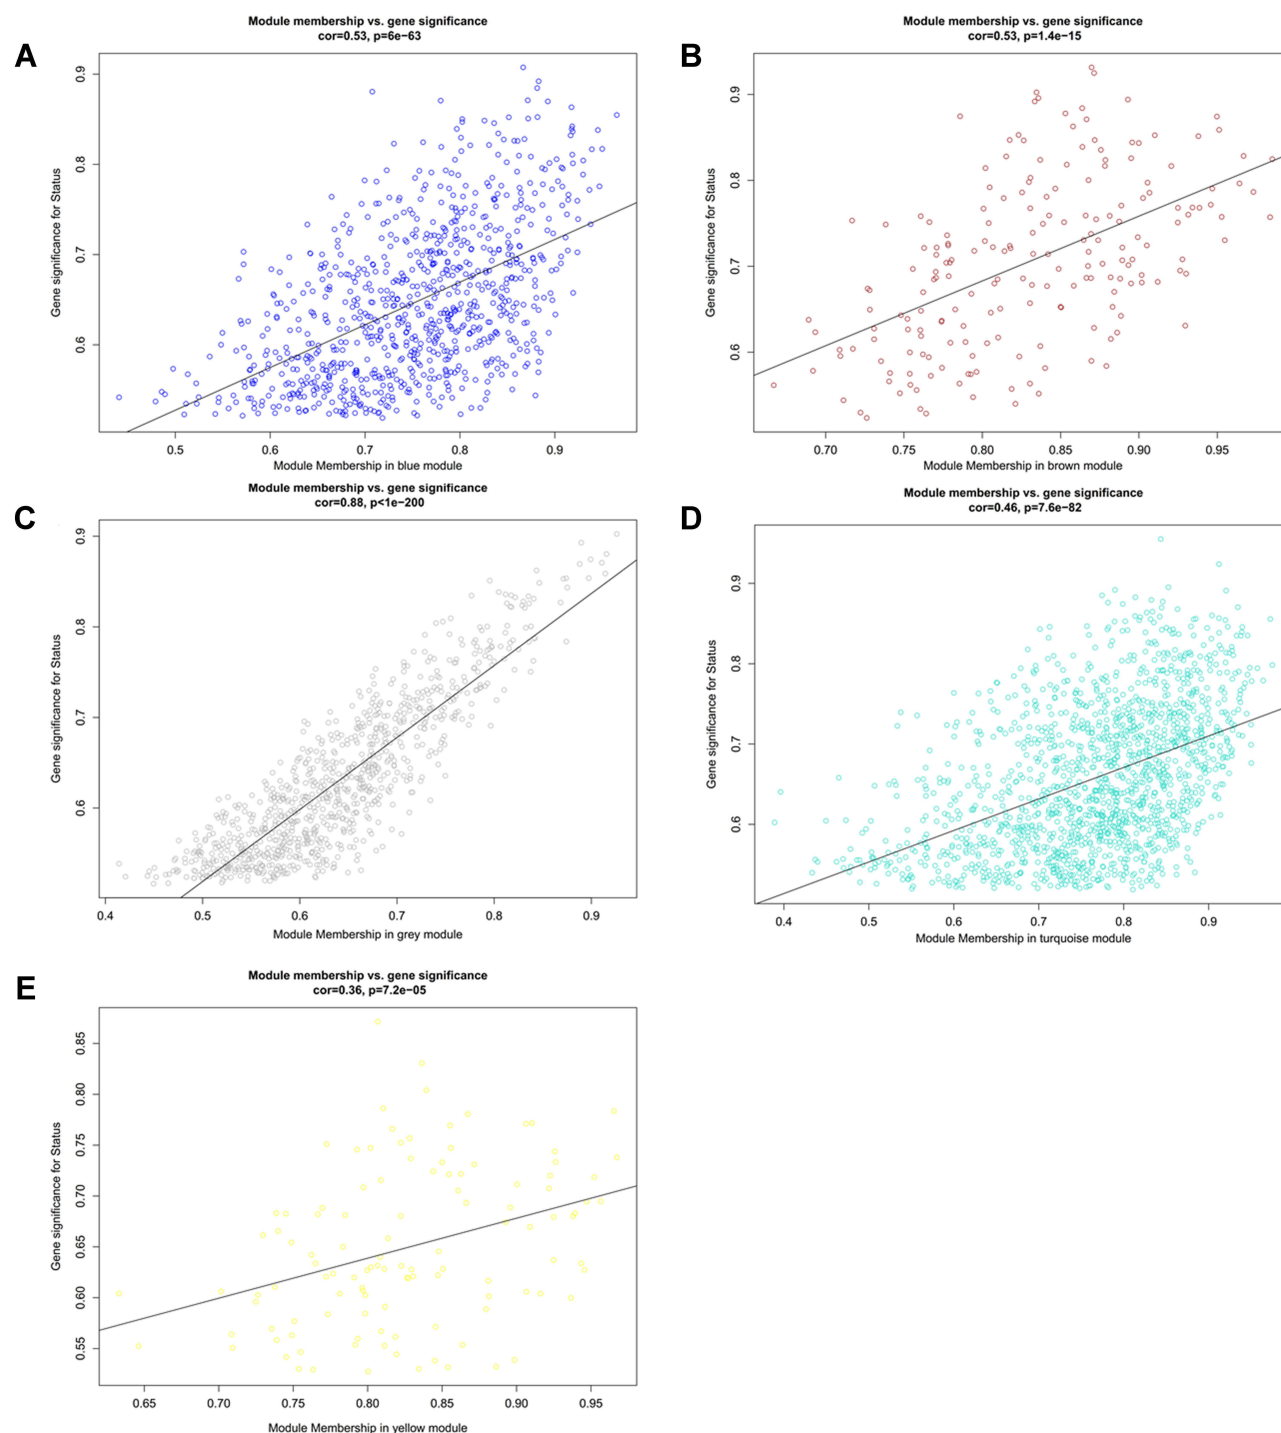 Module membership vs. gene significance
cor=0.53, p=6e−63
A
0.9
0.8
0.7
0.6
Gene significance for Status
0.5 0.6 0.7 0.8 0.9
Module Membership in blue module
Module membership vs. gene significance
cor=0.53, p=1.4e−15
B
0.9
0.8
0.7
0.6
Gene significance for Status
0.70 0.75 0.80 0.85 0.90 0.95
Module Membership in brown module
Module membership vs. gene significance
cor=0.88, p<1e−200
C
0.9
0.8
0.7
0.6
Gene significance for Status
0.4 0.5 0.6 0.7 0.8 0.9
Module Membership in grey module
Module membership vs. gene significance
cor=0.46, p=7.6e−82
D
0.9
0.8
0.7
0.6
Gene significance for Status
0.4 0.5 0.6 0.7 0.8 0.9
Module Membership in turquoise module
Module membership vs. gene significance
cor=0.36, p=7.2e−05
E
0.85
0.80
0.75
0.70
0.65
0.60
0.55
Gene significance for Status
0.65 0.70 0.75 0.80 0.85 0.90 0.95
Module Membership in yellow module